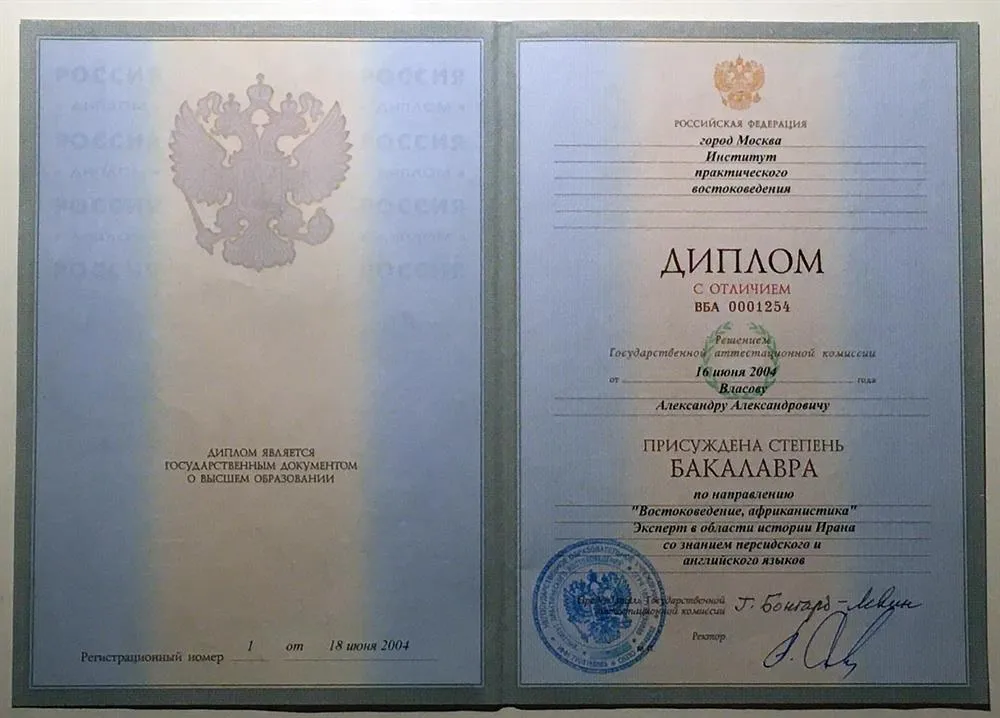 ДИПЛОМ ЯВЛЯЕТСЯ
ГОСУДАРСТВЕННЫМ ДОКУМЕНТОМ
О ВЫСШЕМ ОБРАЗОВАНИИ
Регистрационный номер 1 от 18 июня 2004
РОССИЙСКАЯ ФЕДЕРАЦИЯ
город Москва
Институт
практического
востоковедения
ДИПЛОМ
С ОТЛИЧИЕМ
ВБА 0001254
Решением
Государственной аттестационной комиссии
от 16 июня 2004 года
Власову
Александру Александровичу
ПРИСУЖДЕНА СТЕПЕНЬ
БАКАЛАВРА
по направлению
"Востоковедение, африканистика"
Эксперт в области истории Ирана
со знанием персидского и
английского языков
Председатель Государственной
аттестационной комиссии Г. Бонгард-Левин
Ректор